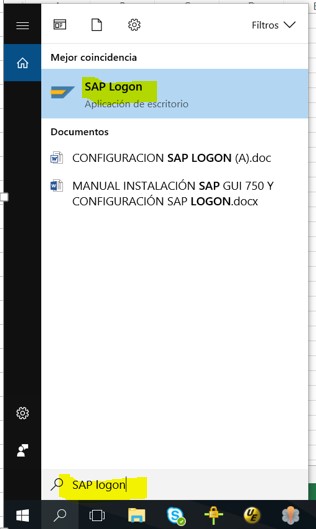 Filtros
Mejor coincidencia
SAP Logon
Aplicación de escritorio
Documentos
CONFIGURACION SAP LOGON (A).doc
MANUAL INSTALACIÓN SAP GUI 750 Y
CONFIGURACIÓN SAP LOGON.docx
SAP logon